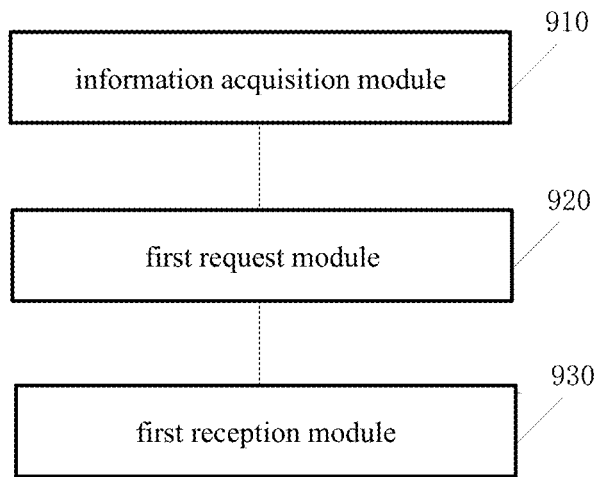 910
information acquisition module
920
first request module
930
first reception module